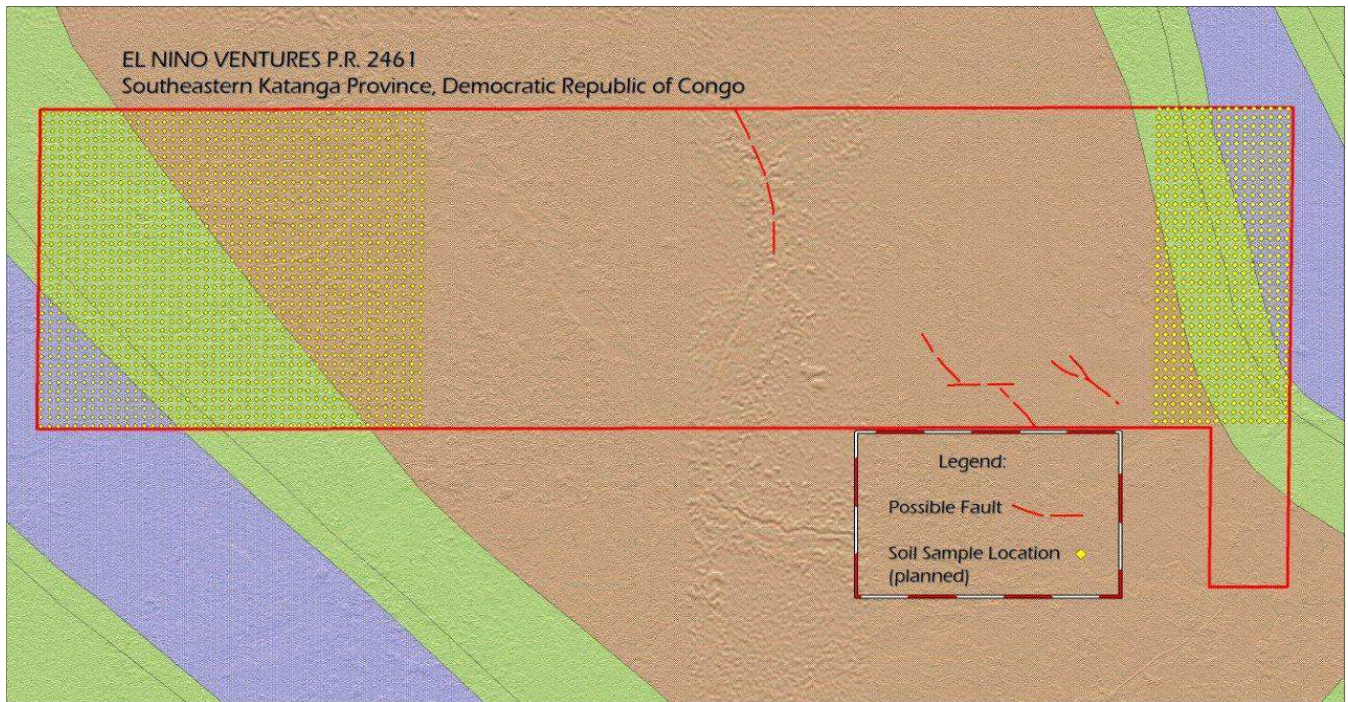 EL NINO VENTURES P.R. 2461
Southeastern Katanga Province, Democratic Republic of Congo
Legend:
Possible Fault
Soil Sample Location
(planned)